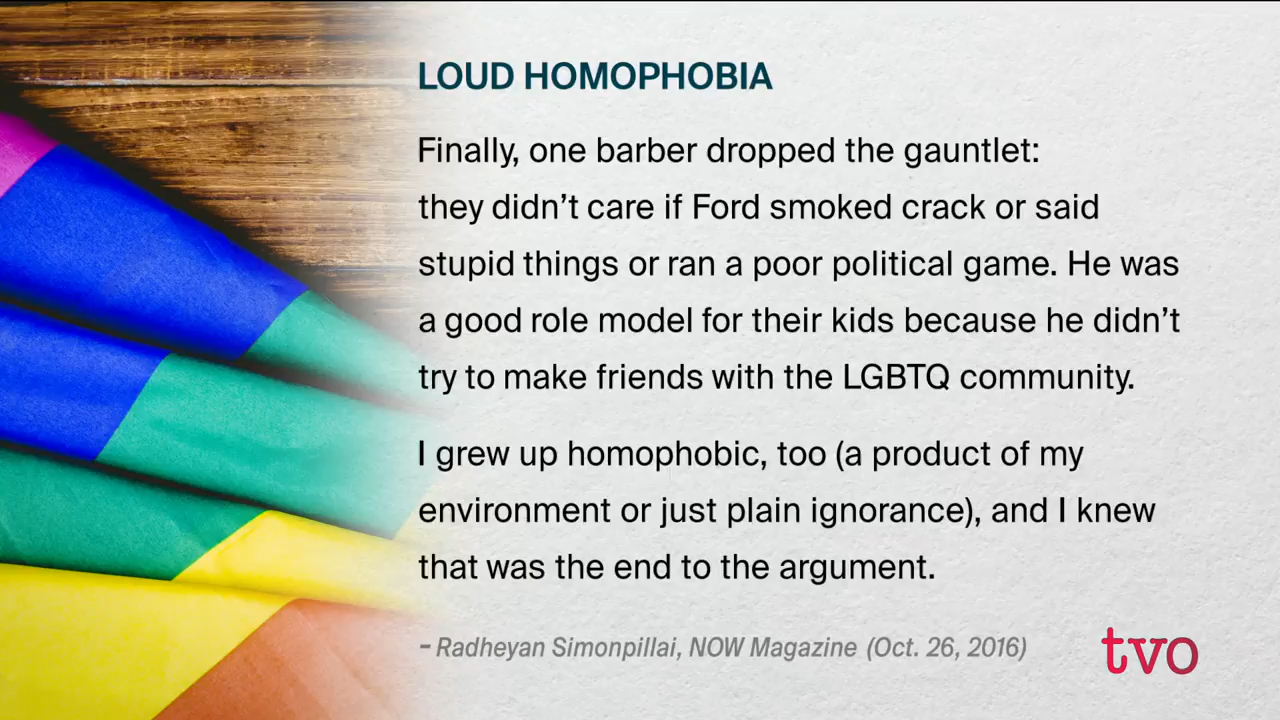 LOUD HOMOPHOBIA
Finally, one barber dropped the gauntlet:
they didn’t care if Ford smoked crack or said
stupid things or ran a poor political game. He was
a good role model for their kids because he didn’t
try to make friends with the LGBTQ community.
I grew up homophobic, too (a product of my
environment or just plain ignorance), and I knew
that was the end to the argument.
– Radheyan Simonpillai, NOW Magazine (Oct. 26, 2016)
tvo